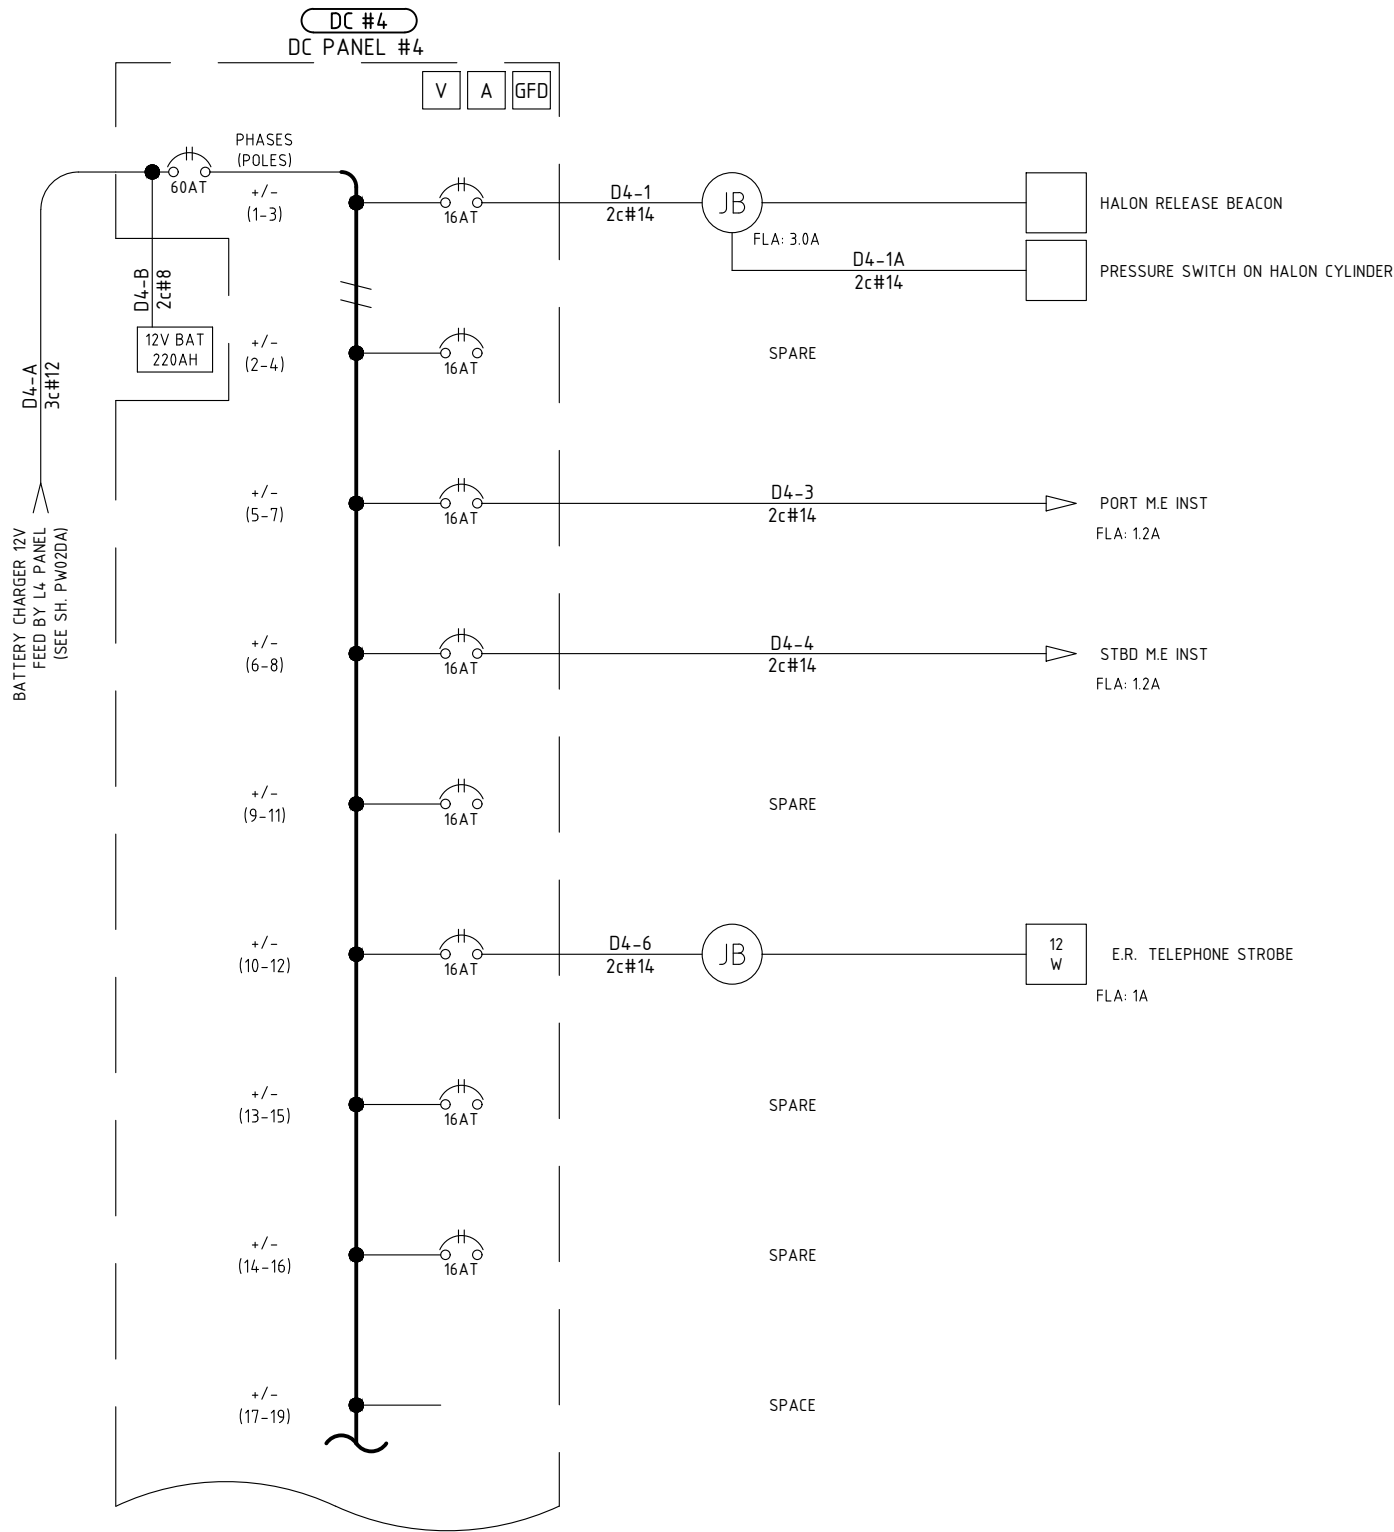 DC #4
DC PANEL #4
V
A
GFD
PHASES
(POLES)
60AT
+/-
(1-3)
16AT
D4-1
2c#14
JB
FLA: 3.0A
HALON RELEASE BEACON
D4-1A
2c#14
PRESSURE SWITCH ON HALON CYLINDER
D4-B
2c#8
12V BAT
220AH
D4-A
3c#12
BATTERY CHARGER 12V
FEED BY L4 PANEL
(SEE SH. PW02DA)
+/-
(2-4)
16AT
SPARE
+/-
(5-7)
16AT
D4-3
2c#14
PORT M.E INST
FLA: 1.2A
+/-
(6-8)
16AT
D4-4
2c#14
STBD M.E INST
FLA: 1.2A
+/-
(9-11)
16AT
SPARE
+/-
(10-12)
16AT
D4-6
2c#14
JB
12
W
E.R. TELEPHONE STROBE
FLA: 1A
+/-
(13-15)
16AT
SPARE
+/-
(14-16)
16AT
SPARE
+/-
(17-19)
SPACE